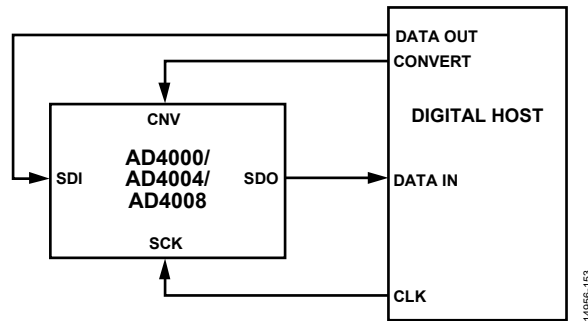 DATA OUT
CONVERT
DIGITAL HOST
CNV
AD4000/
AD4004/
AD4008
SDI
SDO
DATA IN
SCK
CLK
14956-153